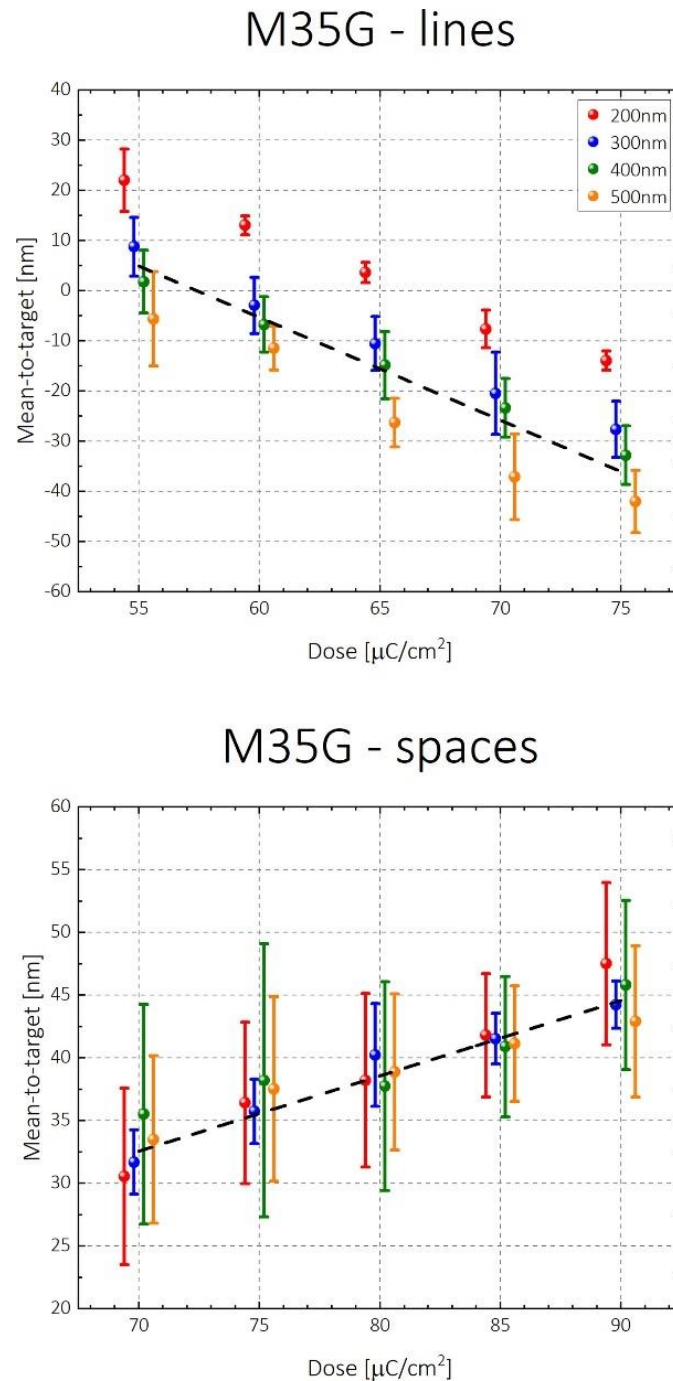 M35G - lines
40
30
20
10
0
-10
-20
-30
-40
-50
-60
Mean-to-target [nm]
200nm
300nm
400nm
500nm
55 60 65 70 75
Dose [μC/cm²]
M35G - spaces
60
55
50
45
40
35
30
25
20
Mean-to-target [nm]
70 75 80 85 90
Dose [μC/cm²]